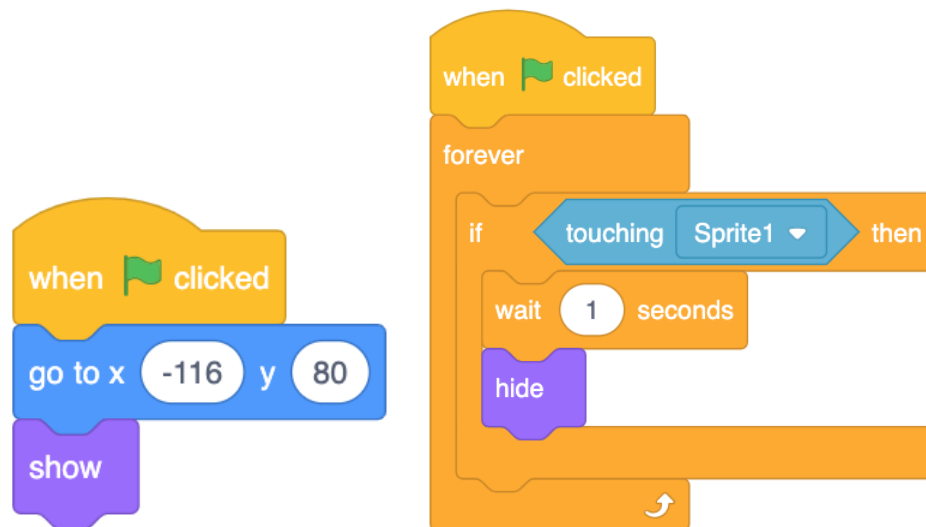 when clicked
go to x -116 y 80
show
when clicked
forever
if touching Sprite1 then
wait 1 seconds
hide